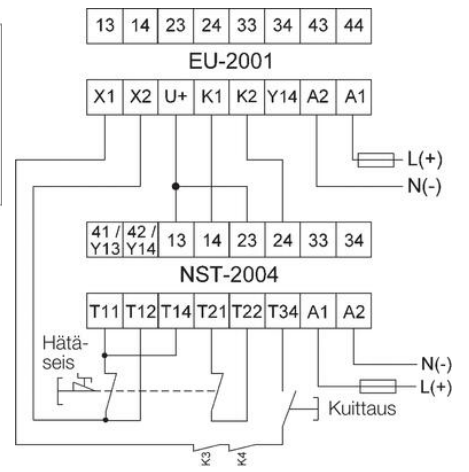 13 14 23 24 33 34 43 44
EU-2001
X1 X2 U+ K1 K2 Y14 A2 A1
L(+)
N(-)
41 / Y13 42 / Y14 13 14 23 24 33 34
NST-2004
T11 T12 T14 T21 T22 T34 A1 A2
Hätä-
seis
N(-)
L(+)
Kuittaus
K3 K4